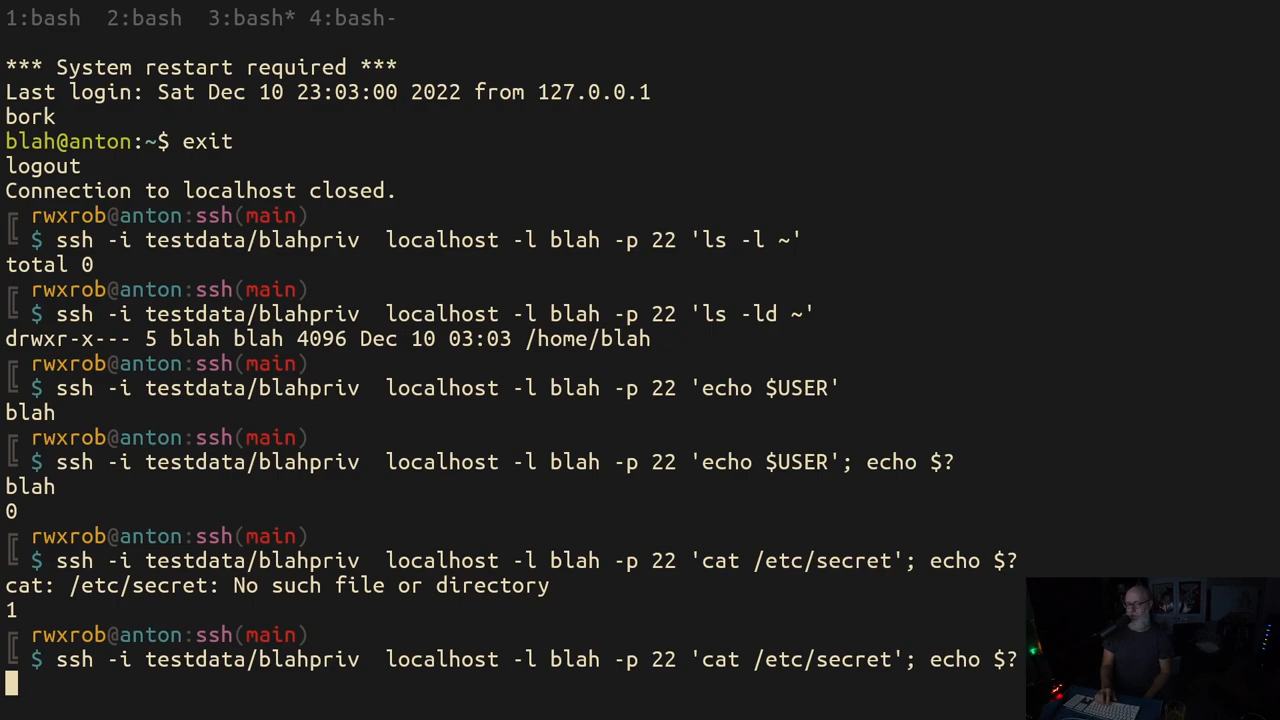 1:bash  2:bash  3:bash* 4:bash-
*** System restart required ***
Last login: Sat Dec 10 23:03:00 2022 from 127.0.0.1
bork
blah@anton:~$ exit
logout
Connection to localhost closed.
rwxrob@anton:ssh(main)
$ ssh -i testdata/blahpriv  localhost -l blah -p 22 'ls -l ~'
total 0
rwxrob@anton:ssh(main)
$ ssh -i testdata/blahpriv  localhost -l blah -p 22 'ls -ld ~'
drwxr-x--- 5 blah blah 4096 Dec 10 03:03 /home/blah
rwxrob@anton:ssh(main)
$ ssh -i testdata/blahpriv  localhost -l blah -p 22 'echo $USER'
blah
rwxrob@anton:ssh(main)
$ ssh -i testdata/blahpriv  localhost -l blah -p 22 'echo $USER'; echo $?
blah
0
rwxrob@anton:ssh(main)
$ ssh -i testdata/blahpriv  localhost -l blah -p 22 'cat /etc/secret'; echo $?
cat: /etc/secret: No such file or directory
1
rwxrob@anton:ssh(main)
$ ssh -i testdata/blahpriv  localhost -l blah -p 22 'cat /etc/secret'; echo $?